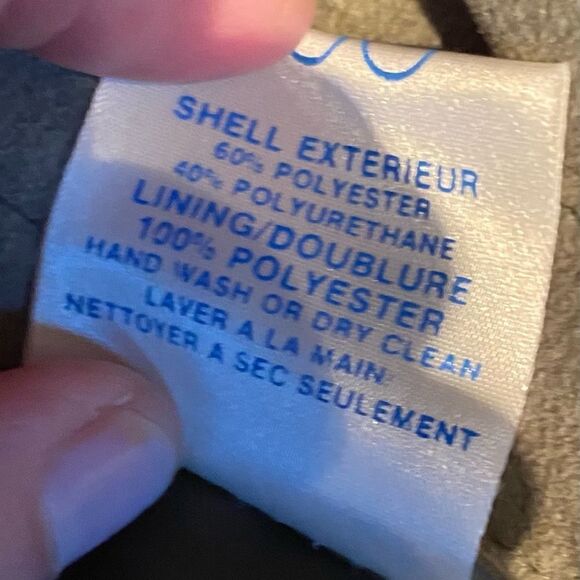 SHELL EXTERIEUR
60% POLYESTER
40% POLYURETHANE
LINING/DOUBLURE
100% POLYESTER
HAND WASH OR DRY CLEAN
LAVER A LA MAIN
NETTOYER A SEC SEULEMENT